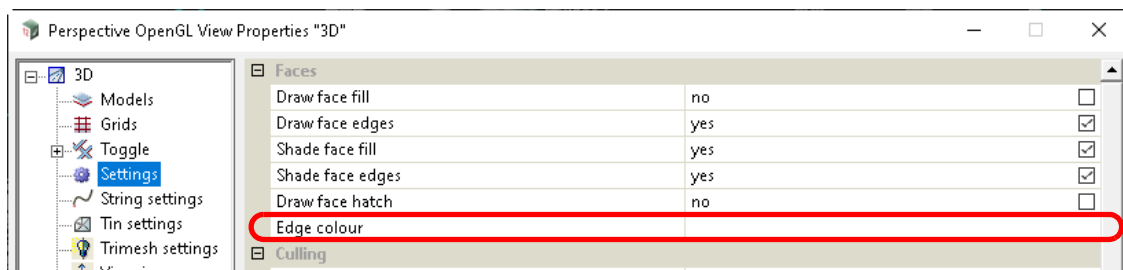 Perspective OpenGL View Properties "3D"
3D
Models
Grids
Toggle
Settings
String settings
Tin settings
Trimesh settings
Faces
Draw face fill no
Draw face edges yes
Shade face fill yes
Shade face edges yes
Draw face hatch no
Edge colour
Culling